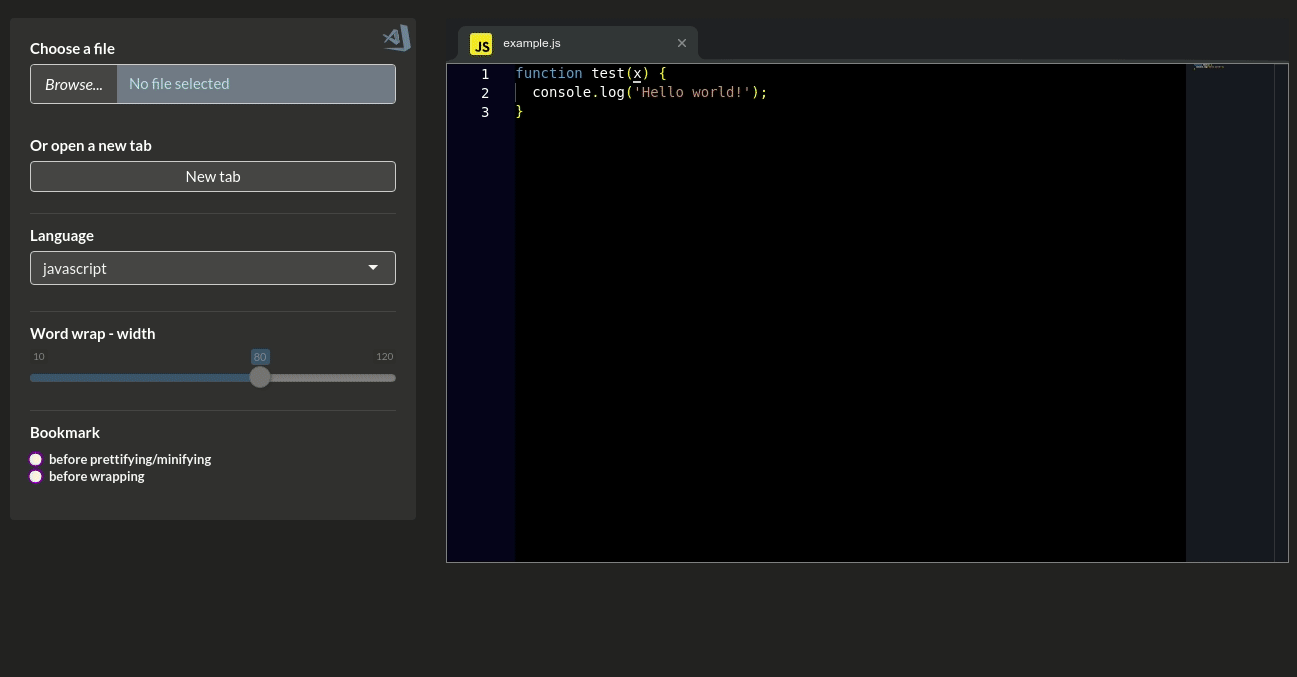 Choose a file
Browse... No file selected
Or open a new tab
New tab
Language
javascript
Word wrap - width
10 80 120
Bookmark
before prettifying/minifying
before wrapping
JS example.js
1 function test(x) {
2   console.log('Hello world!');
3 }